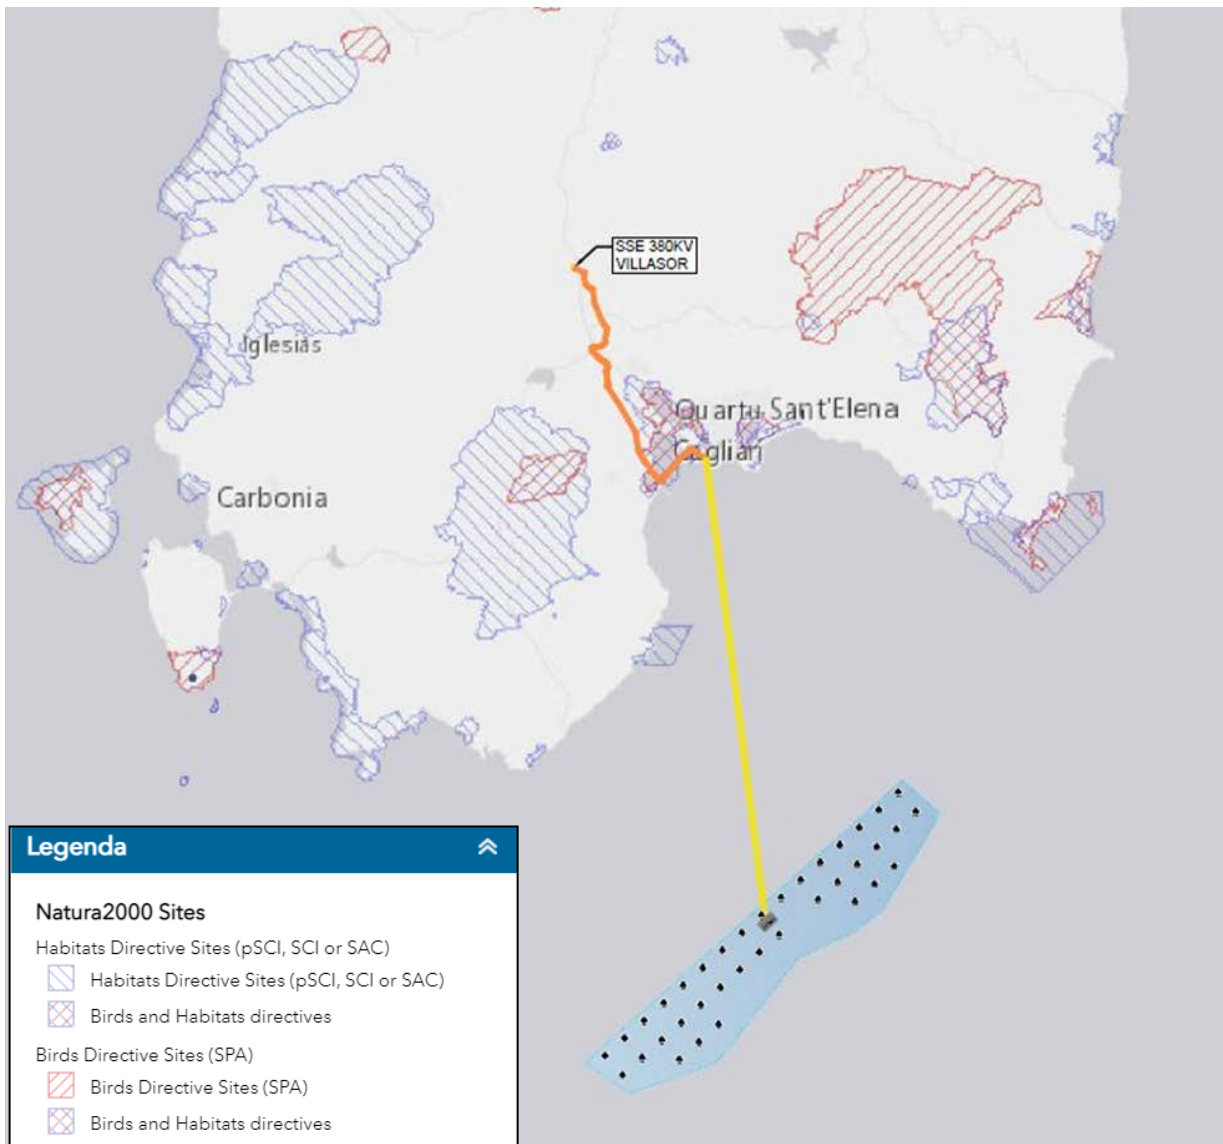 SSE 380KV
VILLASOR
Iglesias
Quartu Sant'Elena
Cagliari
Carbonia
Legenda
Natura2000 Sites
Habitats Directive Sites (pSCI, SCI or SAC)
Habitats Directive Sites (pSCI, SCI or SAC)
Birds and Habitats directives
Birds Directive Sites (SPA)
Birds Directive Sites (SPA)
Birds and Habitats directives